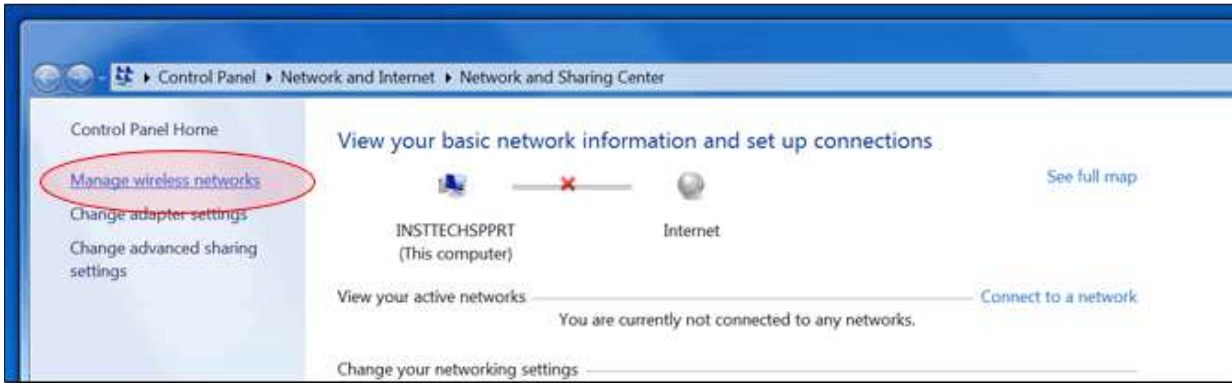 Control Panel ▸ Network and Internet ▸ Network and Sharing Center
Control Panel Home
Manage wireless networks
Change adapter settings
Change advanced sharing
settings
View your basic network information and set up connections
See full map
INSTTECHSPPRT
(This computer)
Internet
View your active networks
Connect to a network
You are currently not connected to any networks.
Change your networking settings